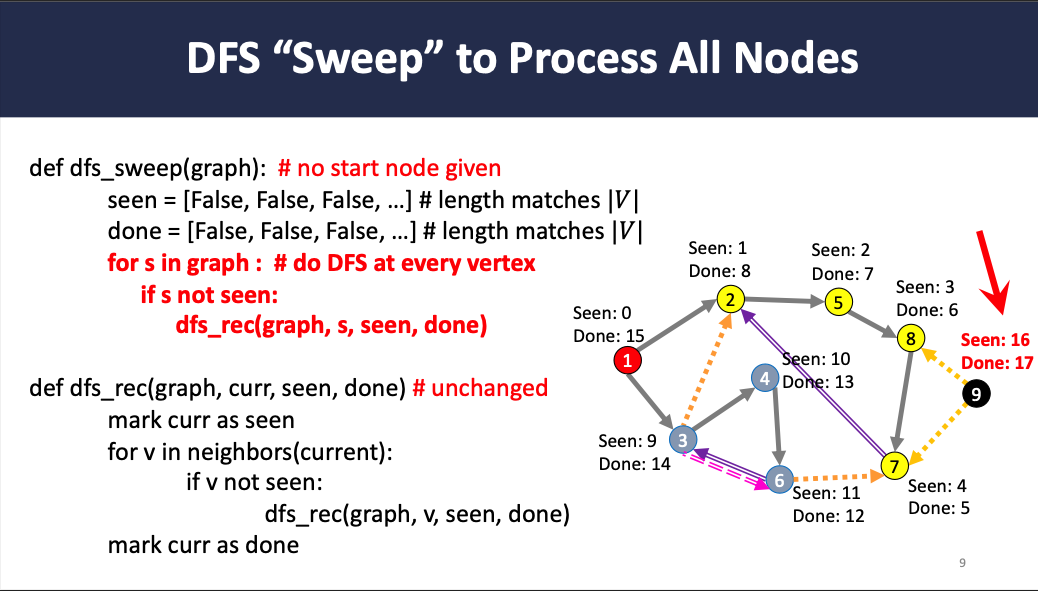 DFS “Sweep” to Process All Nodes
def dfs_sweep(graph): # no start node given
seen = [False, False, False, …] # length matches |𝑉|
done = [False, False, False, …] # length matches |𝑉|
for s in graph : # do DFS at every vertex
if s not seen:
dfs_rec(graph, s, seen, done)
def dfs_rec(graph, curr, seen, done) # unchanged
mark curr as seen
for v in neighbors(current):
if v not seen:
dfs_rec(graph, v, seen, done)
mark curr as done
Seen: 0
Done: 15
1
Seen: 1
Done: 8
2
Seen: 2
Done: 7
5
Seen: 3
Done: 6
8
Seen: 16
Done: 17
9
Seen: 10
Done: 13
4
Seen: 9
Done: 14
3
6
Seen: 11
Done: 12
7
Seen: 4
Done: 5
9